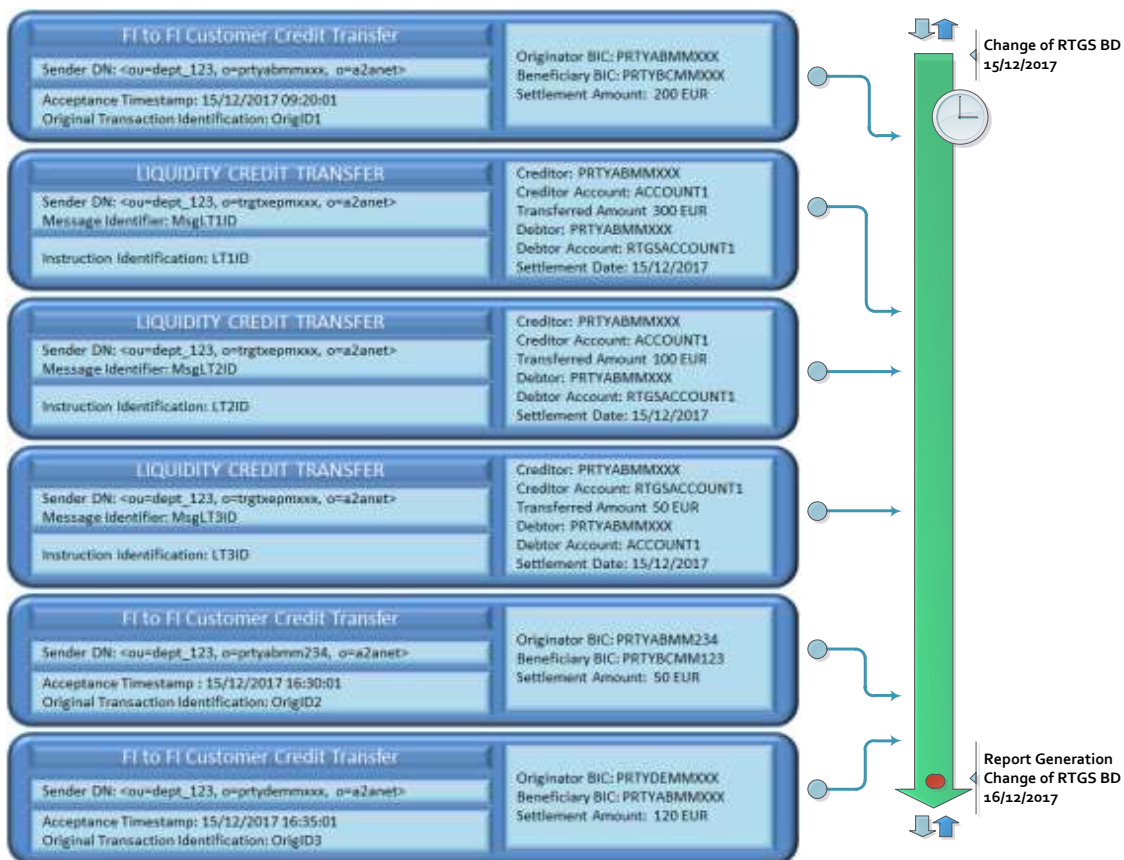 FI to FI Customer Credit Transfer
Sender DN: <ou=dept_123, o=prtyabmmxxx, o=a2anet>
Acceptance Timestamp: 15/12/2017 09:20:01
Original Transaction Identification: OrigID1
Originator BIC: PRTYABMMXXX
Beneficiary BIC: PRTYBCMMXXX
Settlement Amount: 200 EUR
LIQUIDITY CREDIT TRANSFER
Sender DN: <ou=dept_123, o=trgtxepmxxx, o=a2anet>
Message Identifier: MsgLT1ID
Instruction Identification: LT1ID
Creditor: PRTYABMMXXX
Creditor Account: ACCOUNT1
Transferred Amount 300 EUR
Debtor: PRTYABMMXXX
Debtor Account: RTGSACCOUNT1
Settlement Date: 15/12/2017
LIQUIDITY CREDIT TRANSFER
Sender DN: <ou=dept_123, o=trgtxepmxxx, o=a2anet>
Message Identifier: MsgLT2ID
Instruction Identification: LT2ID
Creditor: PRTYABMMXXX
Creditor Account: ACCOUNT1
Transferred Amount 100 EUR
Debtor: PRTYABMMXXX
Debtor Account: RTGSACCOUNT1
Settlement Date: 15/12/2017
LIQUIDITY CREDIT TRANSFER
Sender DN: <ou=dept_123, o=trgtxepmxxx, o=a2anet>
Message Identifier: MsgLT3ID
Instruction Identification: LT3ID
Creditor: PRTYABMMXXX
Creditor Account: RTGSACCOUNT1
Transferred Amount 50 EUR
Debtor: PRTYABMMXXX
Debtor Account: ACCOUNT1
Settlement Date: 15/12/2017
FI to FI Customer Credit Transfer
Sender DN: <ou=dept_123, o=prtyabmm234, o=a2anet>
Acceptance Timestamp : 15/12/2017 16:30:01
Original Transaction Identification: OrigID2
Originator BIC: PRTYABMM234
Beneficiary BIC: PRTYBCMM123
Settlement Amount: 50 EUR
FI to FI Customer Credit Transfer
Sender DN: <ou=dept_123, o=prtydemmxxx, o=a2anet>
Acceptance Timestamp: 15/12/2017 16:35:01
Original Transaction Identification: OrigID3
Originator BIC: PRTYDEMMXXX
Beneficiary BIC: PRTYABMMXXX
Settlement Amount: 120 EUR
Change of RTGS BD
15/12/2017
Report Generation
Change of RTGS BD
16/12/2017